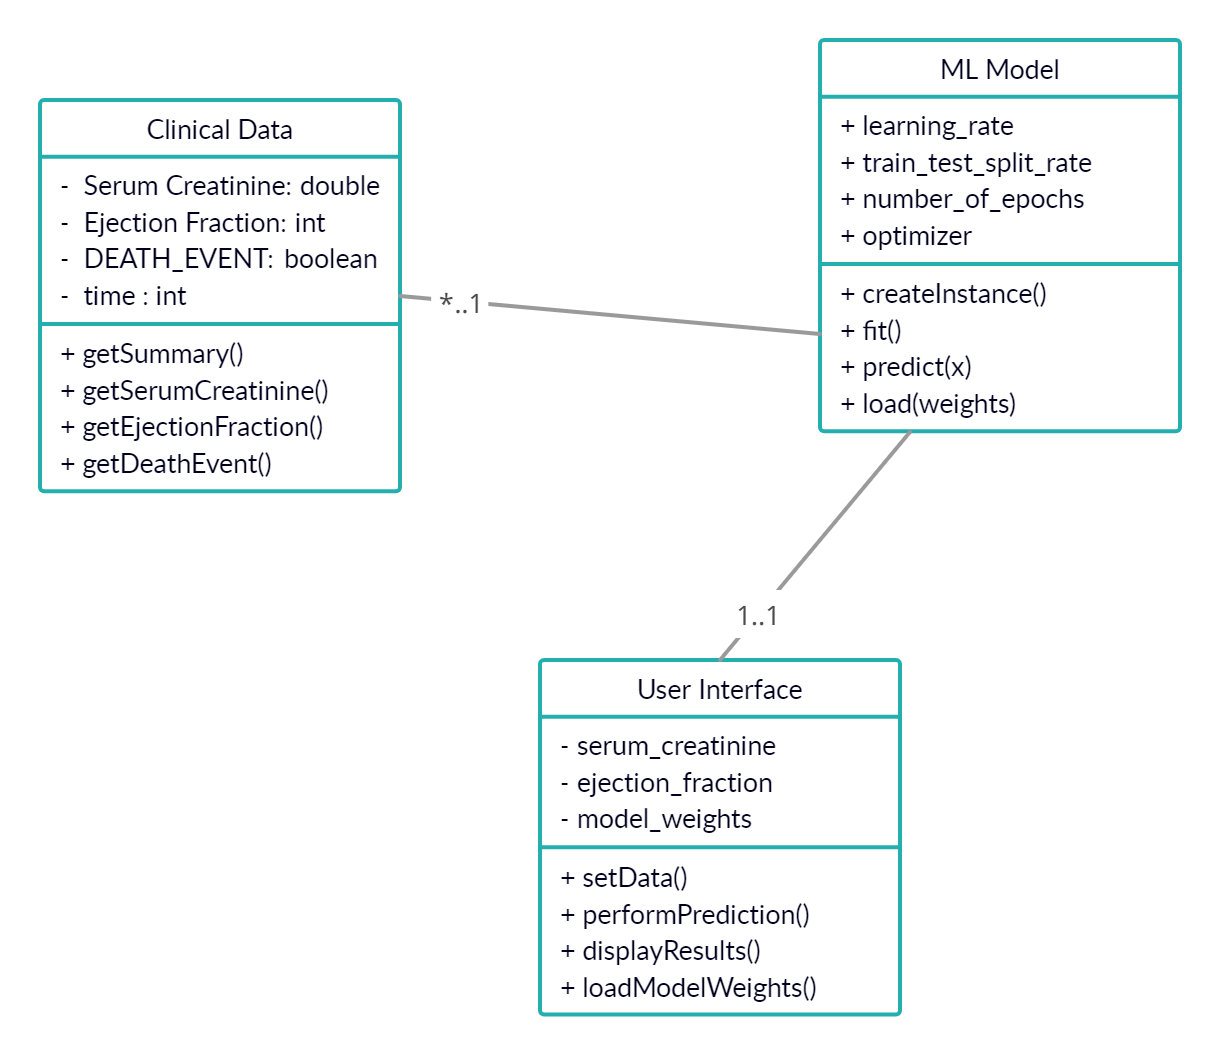 Clinical Data
- Serum Creatinine: double
- Ejection Fraction: int
- DEATH_EVENT: boolean
- time : int
+ getSummary()
+ getSerumCreatinine()
+ getEjectionFraction()
+ getDeathEvent()
*..1
ML Model
+ learning_rate
+ train_test_split_rate
+ number_of_epochs
+ optimizer
+ createInstance()
+ fit()
+ predict(x)
+ load(weights)
1..1
User Interface
- serum_creatinine
- ejection_fraction
- model_weights
+ setData()
+ performPrediction()
+ displayResults()
+ loadModelWeights()